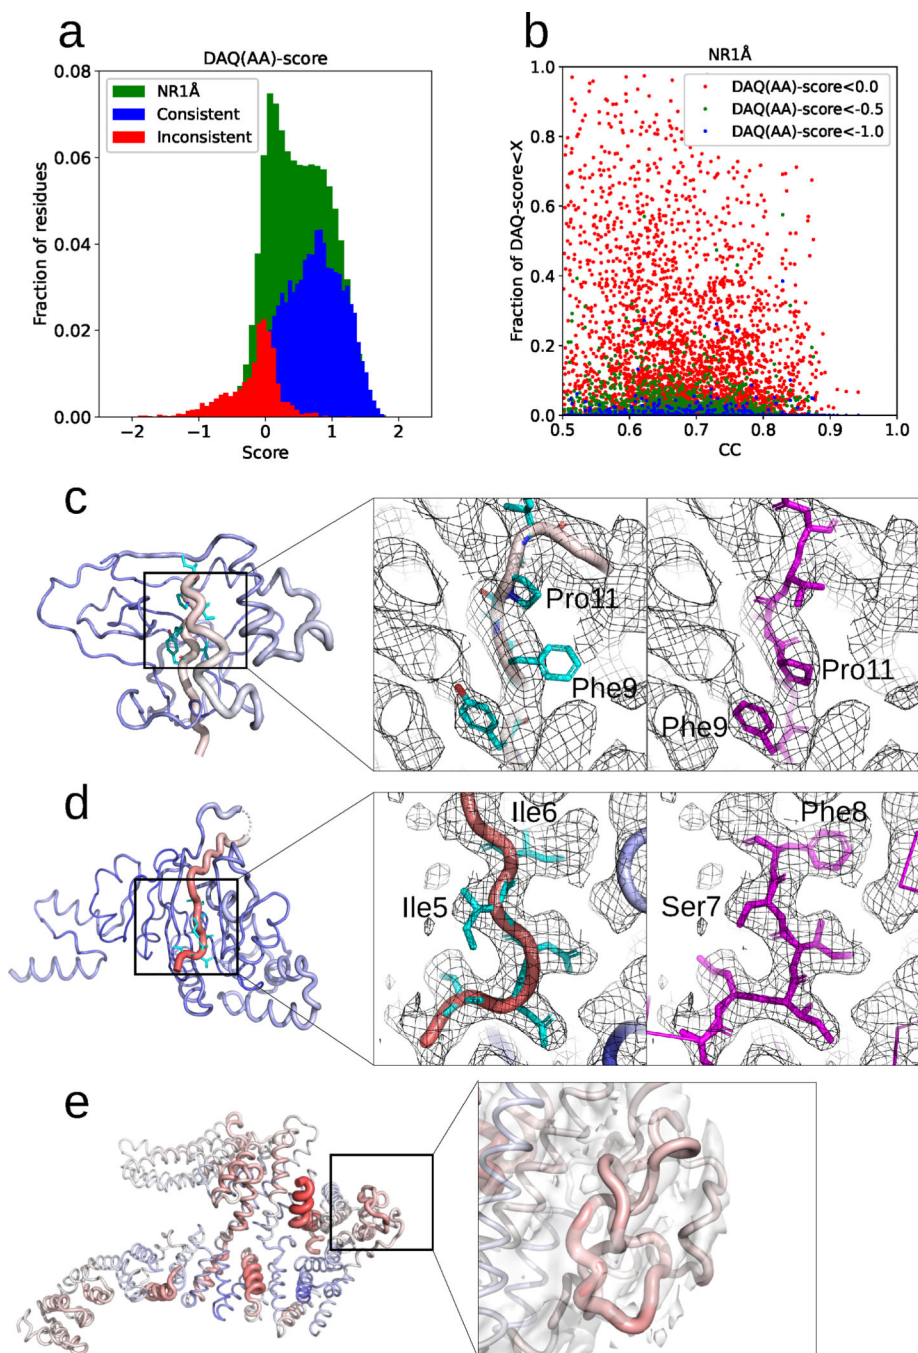 a
DAQ(AA)-score
0.08
0.06
0.04
0.02
0.00
Fraction of residues
NR1Å
Consistent
Inconsistent
−2
−1
0
1
2
Score
b
NR1Å
1.0
0.8
0.6
0.4
0.2
0.0
Fraction of DAQ-score<X
DAQ(AA)-score<0.0
DAQ(AA)-score<-0.5
DAQ(AA)-score<-1.0
0.5
0.6
0.7
0.8
0.9
1.0
CC
c
Pro11
Phe9
Pro11
Phe9
d
Ile6
Ile5
Phe8
Ser7
e